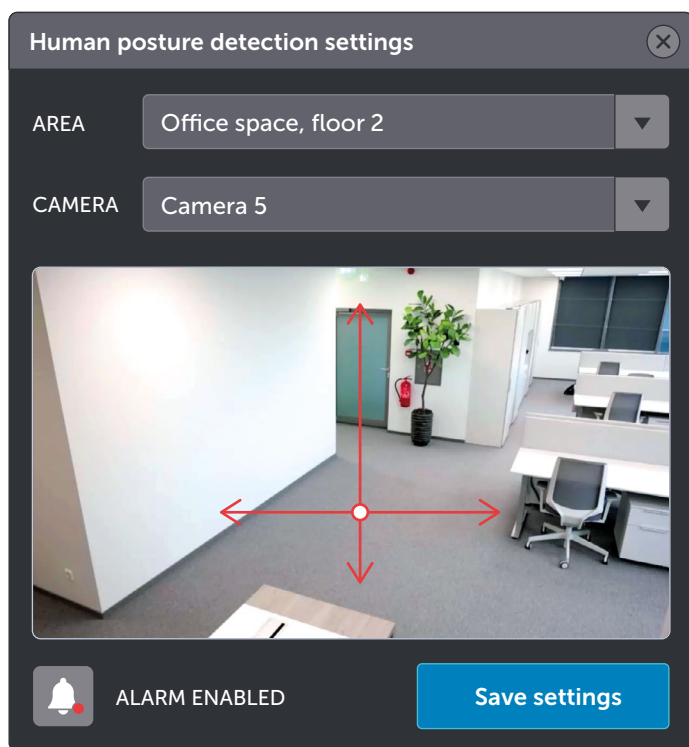 Human posture detection settings
AREA
Office space, floor 2
CAMERA
Camera 5
ALARM ENABLED
Save settings